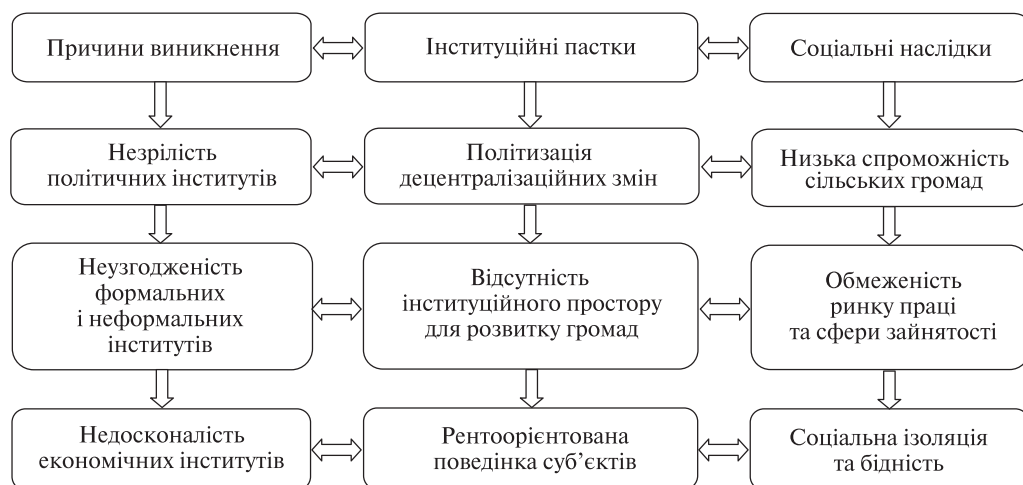 Причини виникнення
Інституційні пастки
Соціальні наслідки
Незрілість
політичних інститутів
Політизація
децентралізаційних змін
Низька спроможність
сільських громад
Неузгодженість
формальних
і неформальних
інститутів
Відсутність
інституційного простору
для розвитку громад
Обмеженість
ринку праці
та сфери зайнятості
Недосконалість
економічних інститутів
Рентоорієнтована
поведінка суб’єктів
Соціальна ізоляція
та бідність